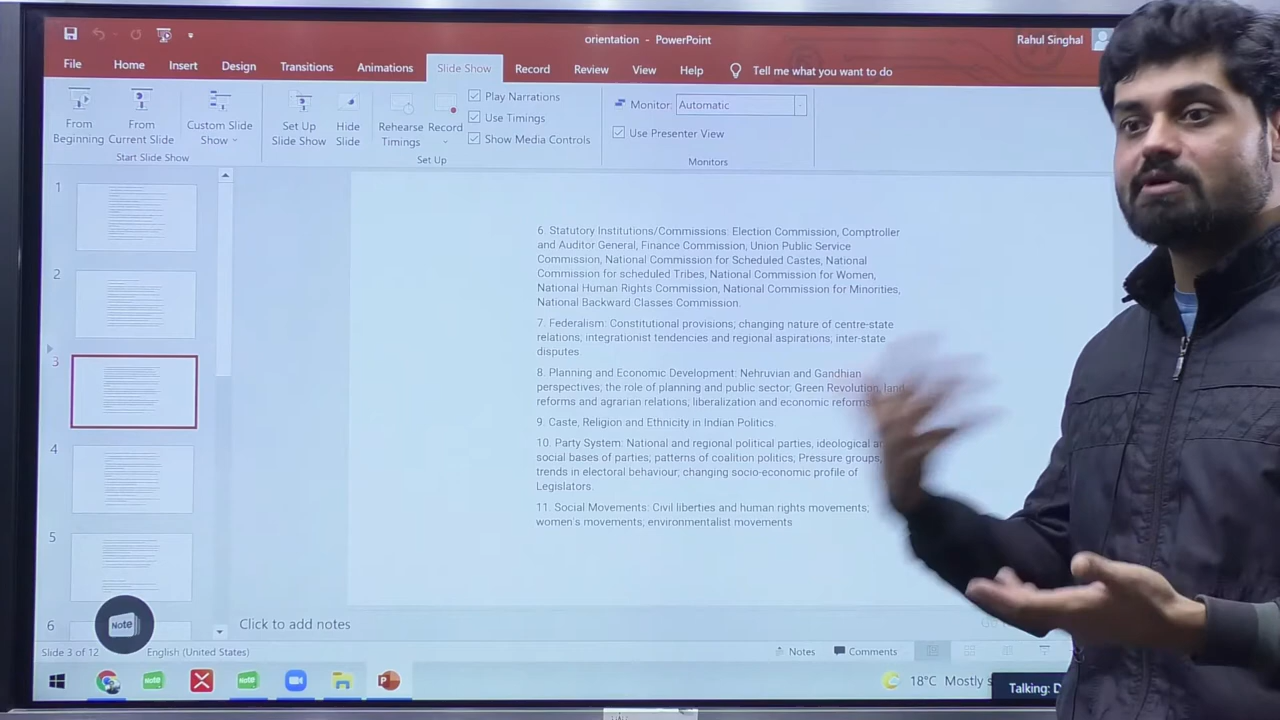 orientation - PowerPoint
Rahul Singhal
File Home Insert Design Transitions Animations Slide Show Record Review View Help Tell me what you want to do
From Beginning
From Current Slide
Custom Slide Show
Start Slide Show
Set Up Slide Show
Hide Slide
Rehearse Timings
Record
Play Narrations
Use Timings
Show Media Controls
Set Up
Monitor: Automatic
Use Presenter View
Monitors
1
2
3
4
5
6
6. Statutory Institutions/Commissions: Election Commission, Comptroller
and Auditor General, Finance Commission, Union Public Service
Commission, National Commission for Scheduled Castes, National
Commission for scheduled Tribes, National Commission for Women,
National Human Rights Commission, National Commission for Minorities,
National Backward Classes Commission.
7. Federalism: Constitutional provisions; changing nature of centre-state
relations; integrationist tendencies and regional aspirations; inter-state
disputes.
8. Planning and Economic Development: Nehruvian and Gandhian
perspectives; the role of planning and public sector; Green Revolution, land
reforms and agrarian relations; liberalization and economic reforms
9. Caste, Religion and Ethnicity in Indian Politics.
10. Party System: National and regional political parties, ideological
social bases of parties; patterns of coalition politics; Pressure groups,
trends in electoral behaviour; changing socio-economic profile of
Legislators.
11. Social Movements: Civil liberties and human rights movements;
women's movements; environmentalist movements
Note
Click to add notes
Slide 3 of 12 English (United States)
Notes Comments
Note
18°C Mostly
Talking: